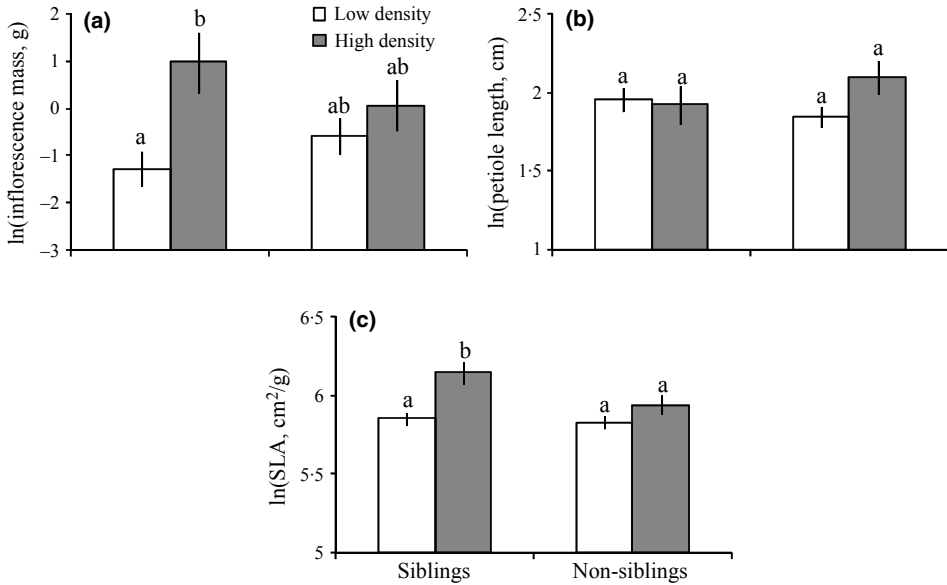 (a)
Low density
High density
ln(inflorescence mass, g)
2
1
0
–1
–2
–3
a
b
ab
ab
(b)
ln(petiole length, cm)
2·5
2
1·5
1
a
a
a
a
(c)
ln(SLA, cm²/g)
6·5
6
5·5
5
a
b
a
a
Siblings
Non-siblings